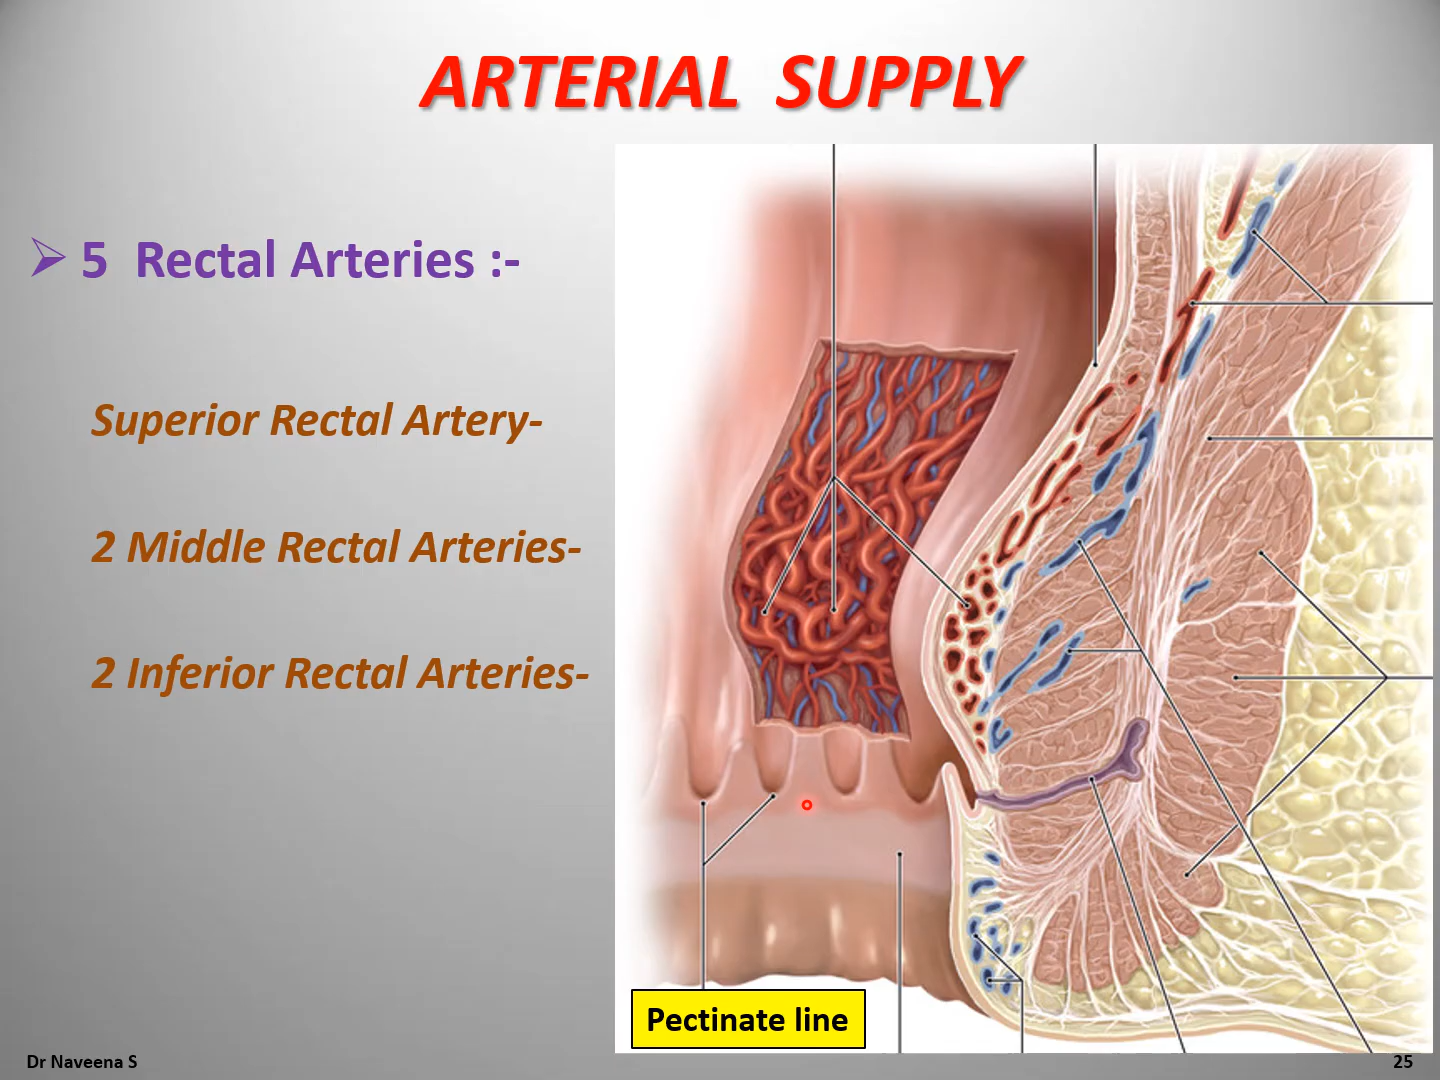 ARTERIAL SUPPLY
➢ 5 Rectal Arteries :-
Superior Rectal Artery-
2 Middle Rectal Arteries-
2 Inferior Rectal Arteries-
Pectinate line
Dr Naveena S
25